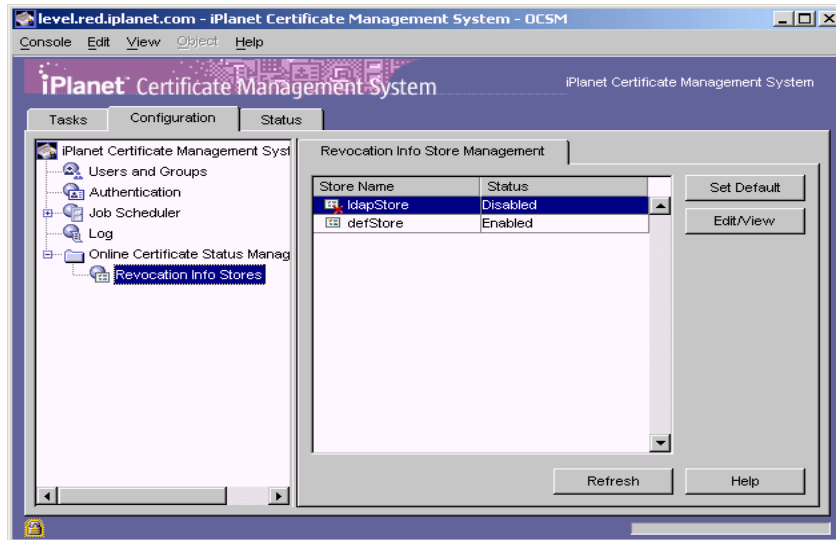 level.red.iplanet.com - iPlanet Certificate Management System - OCSM
Console Edit View Object Help
iPlanet Certificate Management System
iPlanet Certificate Management System
Tasks Configuration Status
iPlanet Certificate Management Syst
Users and Groups
Authentication
Job Scheduler
Log
Online Certificate Status Manag
Revocation Info Stores
Revocation Info Store Management
Store Name Status
ldapStore Disabled
defStore Enabled
Set Default
Edit/View
Refresh Help